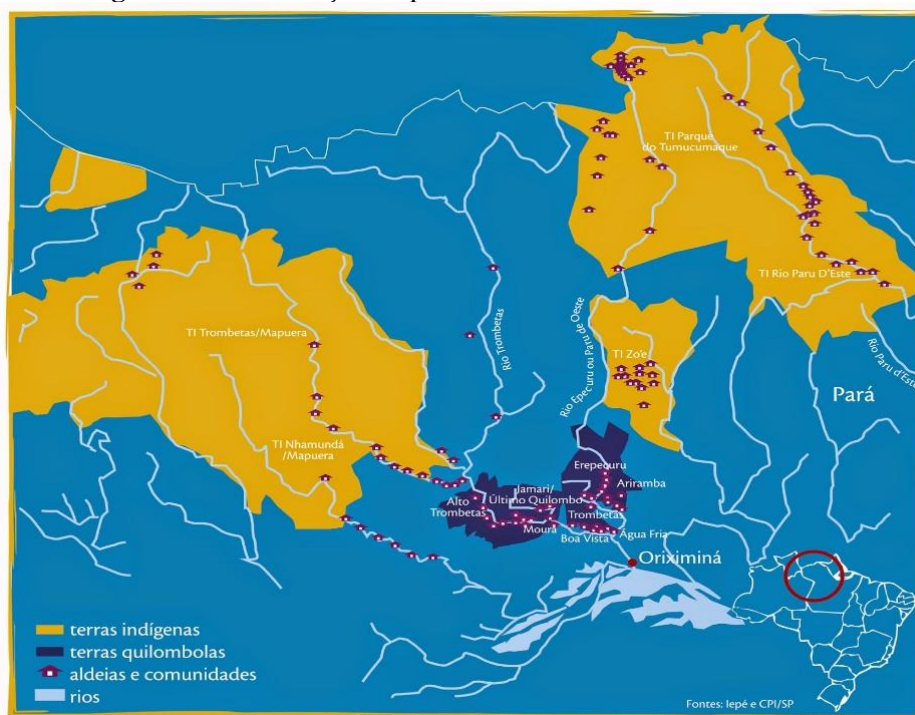 TI Parque
do Tumucumaque
TI Rio Paru D'Este
Rio Paru d'Este
TI Trombetas/Mapuera
Rio Trombetas
Rio Epecuru ou Paru de Oeste
TI Zo'e
Pará
TI Nhamundá
/Mapuera
Erepecuru
Ariramba
Jamari/
Último Quilombo
Alto
Trombetas
Trombetas
Moura
Boa Vista
Água Fria
Oriximiná
terras indígenas
terras quilombolas
aldeias e comunidades
rios
Fontes: Iepé e CPI/SP